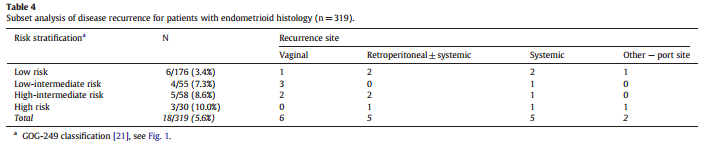 Table 4
Subset analysis of disease recurrence for patients with endometrioid histology (n = 319).
Risk stratificationᵃ N Recurrence site
Vaginal Retroperitoneal ± systemic Systemic Other — port site
Low risk 6/176 (3.4%) 1 2 2 1
Low-intermediate risk 4/55 (7.3%) 3 0 1 0
High-intermediate risk 5/58 (8.6%) 2 2 1 0
High risk 3/30 (10.0%) 0 1 1 1
Total 18/319 (5.6%) 6 5 5 2
ᵃ GOG-249 classification [21], see Fig. 1.